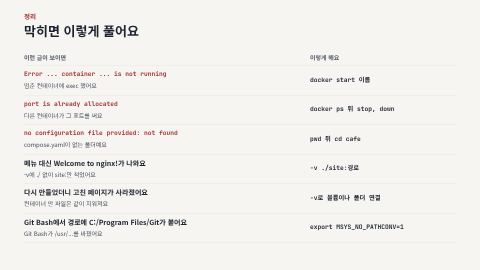 정리
막히면 이렇게 풀어요
이런 글이 보이면
이렇게 해요
Error ... container ... is not running
멈춘 컨테이너에 exec 했어요
docker start 이름
port is already allocated
다른 컨테이너가 그 포트를 써요
docker ps 뒤 stop, down
no configuration file provided: not found
compose.yaml이 없는 폴더예요
pwd 뒤 cd cafe
메뉴 대신 Welcome to nginx!가 나와요
-v에 ./ 없이 site:만 적었어요
-v ./site:경로
다시 만들었더니 고친 페이지가 사라졌어요
컨테이너 안 파일은 같이 지워져요
-v로 볼륨이나 폴더 연결
Git Bash에서 경로에 C:/Program Files/Git가 붙어요
Git Bash가 /usr/...를 바꿨어요
export MSYS_NO_PATHCONV=1